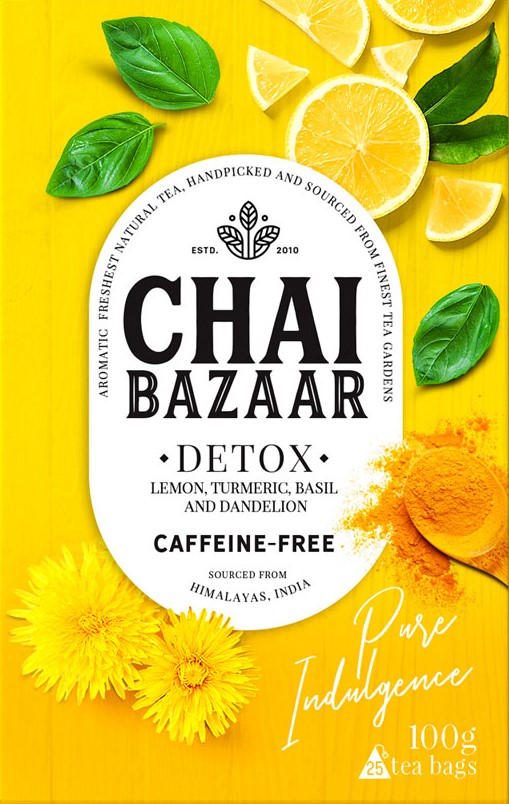 AROMATIC FRESHEST NATURAL TEA, HANDPICKED AND SOURCED FROM FINEST TEA GARDENS
ESTD. 2010
CHAI
BAZAAR
DETOX
LEMON, TURMERIC, BASIL
AND DANDELION
CAFFEINE-FREE
SOURCED FROM
HIMALAYAS, INDIA
Pure
Indulgence
100g
25 tea bags